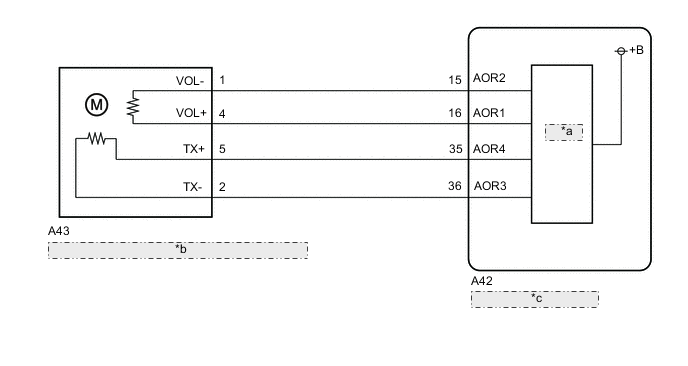 +B
VOL- 1 15 AOR2
M
VOL+ 4 16 AOR1
*a
TX+ 5 35 AOR4
TX- 2 36 AOR3
A43
*b
A42
*c